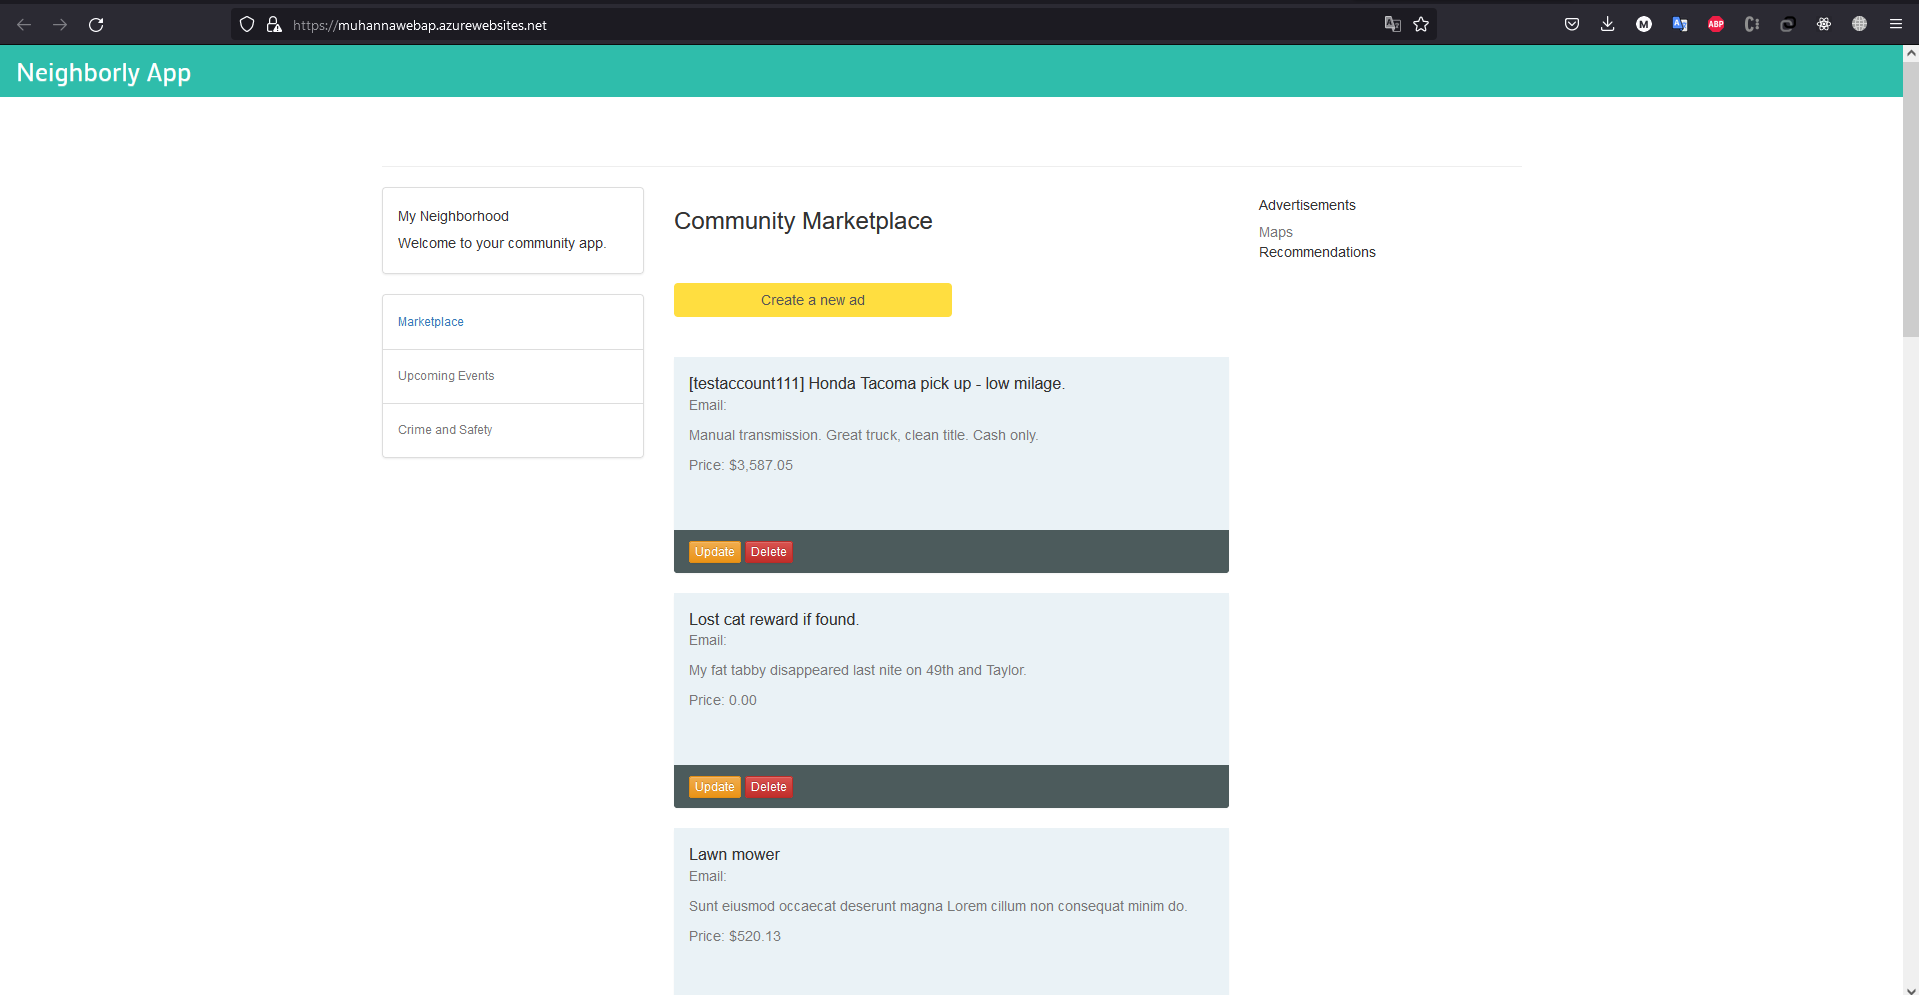 https://muhannawebap.azurewebsites.net
M
ABP
Neighborly App
My Neighborhood
Welcome to your community app.
Marketplace
Upcoming Events
Crime and Safety
Community Marketplace
Create a new ad
[testaccount111] Honda Tacoma pick up - low milage.
Email:
Manual transmission. Great truck, clean title. Cash only.
Price: $3,587.05
Update Delete
Lost cat reward if found.
Email:
My fat tabby disappeared last nite on 49th and Taylor.
Price: 0.00
Update Delete
Lawn mower
Email:
Sunt eiusmod occaecat deserunt magna Lorem cillum non consequat minim do.
Price: $520.13
Advertisements
Maps
Recommendations